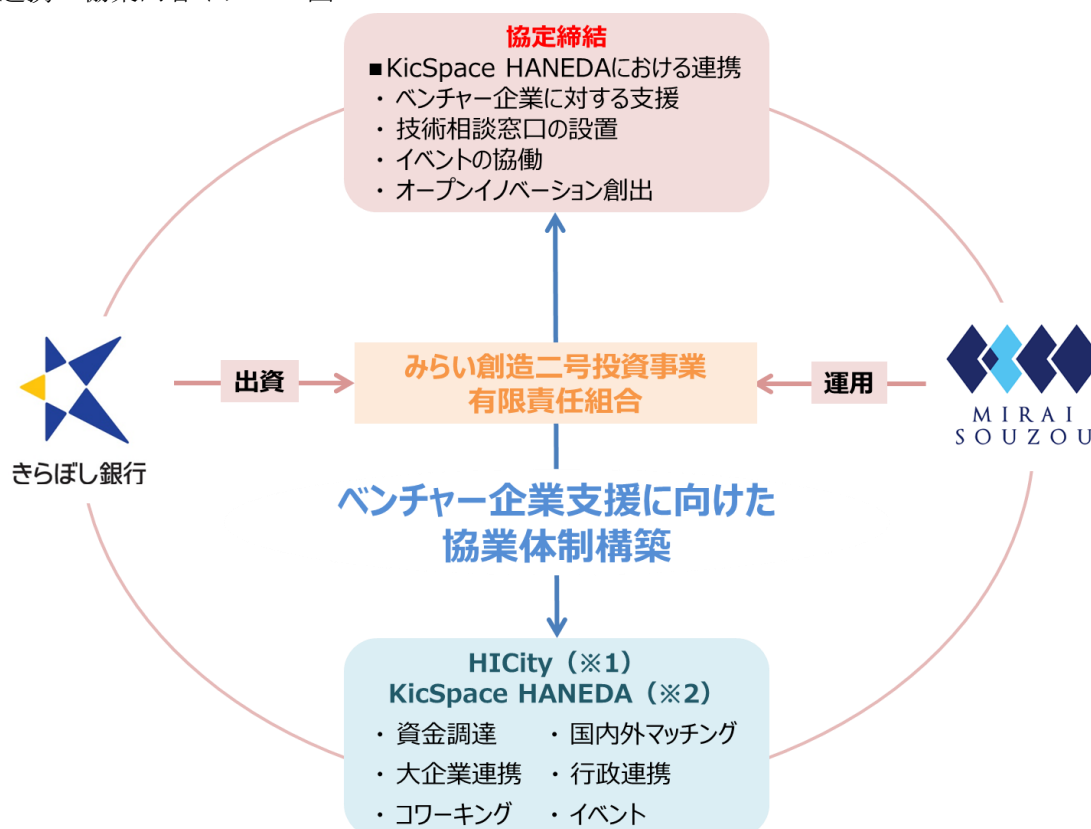 協定締結
■KicSpace HANEDAにおける連携
・ベンチャー企業に対する支援
・技術相談窓口の設置
・イベントの協働
・オープンイノベーション創出
きらぼし銀行
出資
みらい創造二号投資事業
有限責任組合
運用
MIRAI
SOUZOU
ベンチャー企業支援に向けた
協業体制構築
HICity（※1）
KicSpace HANEDA（※2）
・資金調達 ・国内外マッチング
・大企業連携 ・行政連携
・コワーキング ・イベント